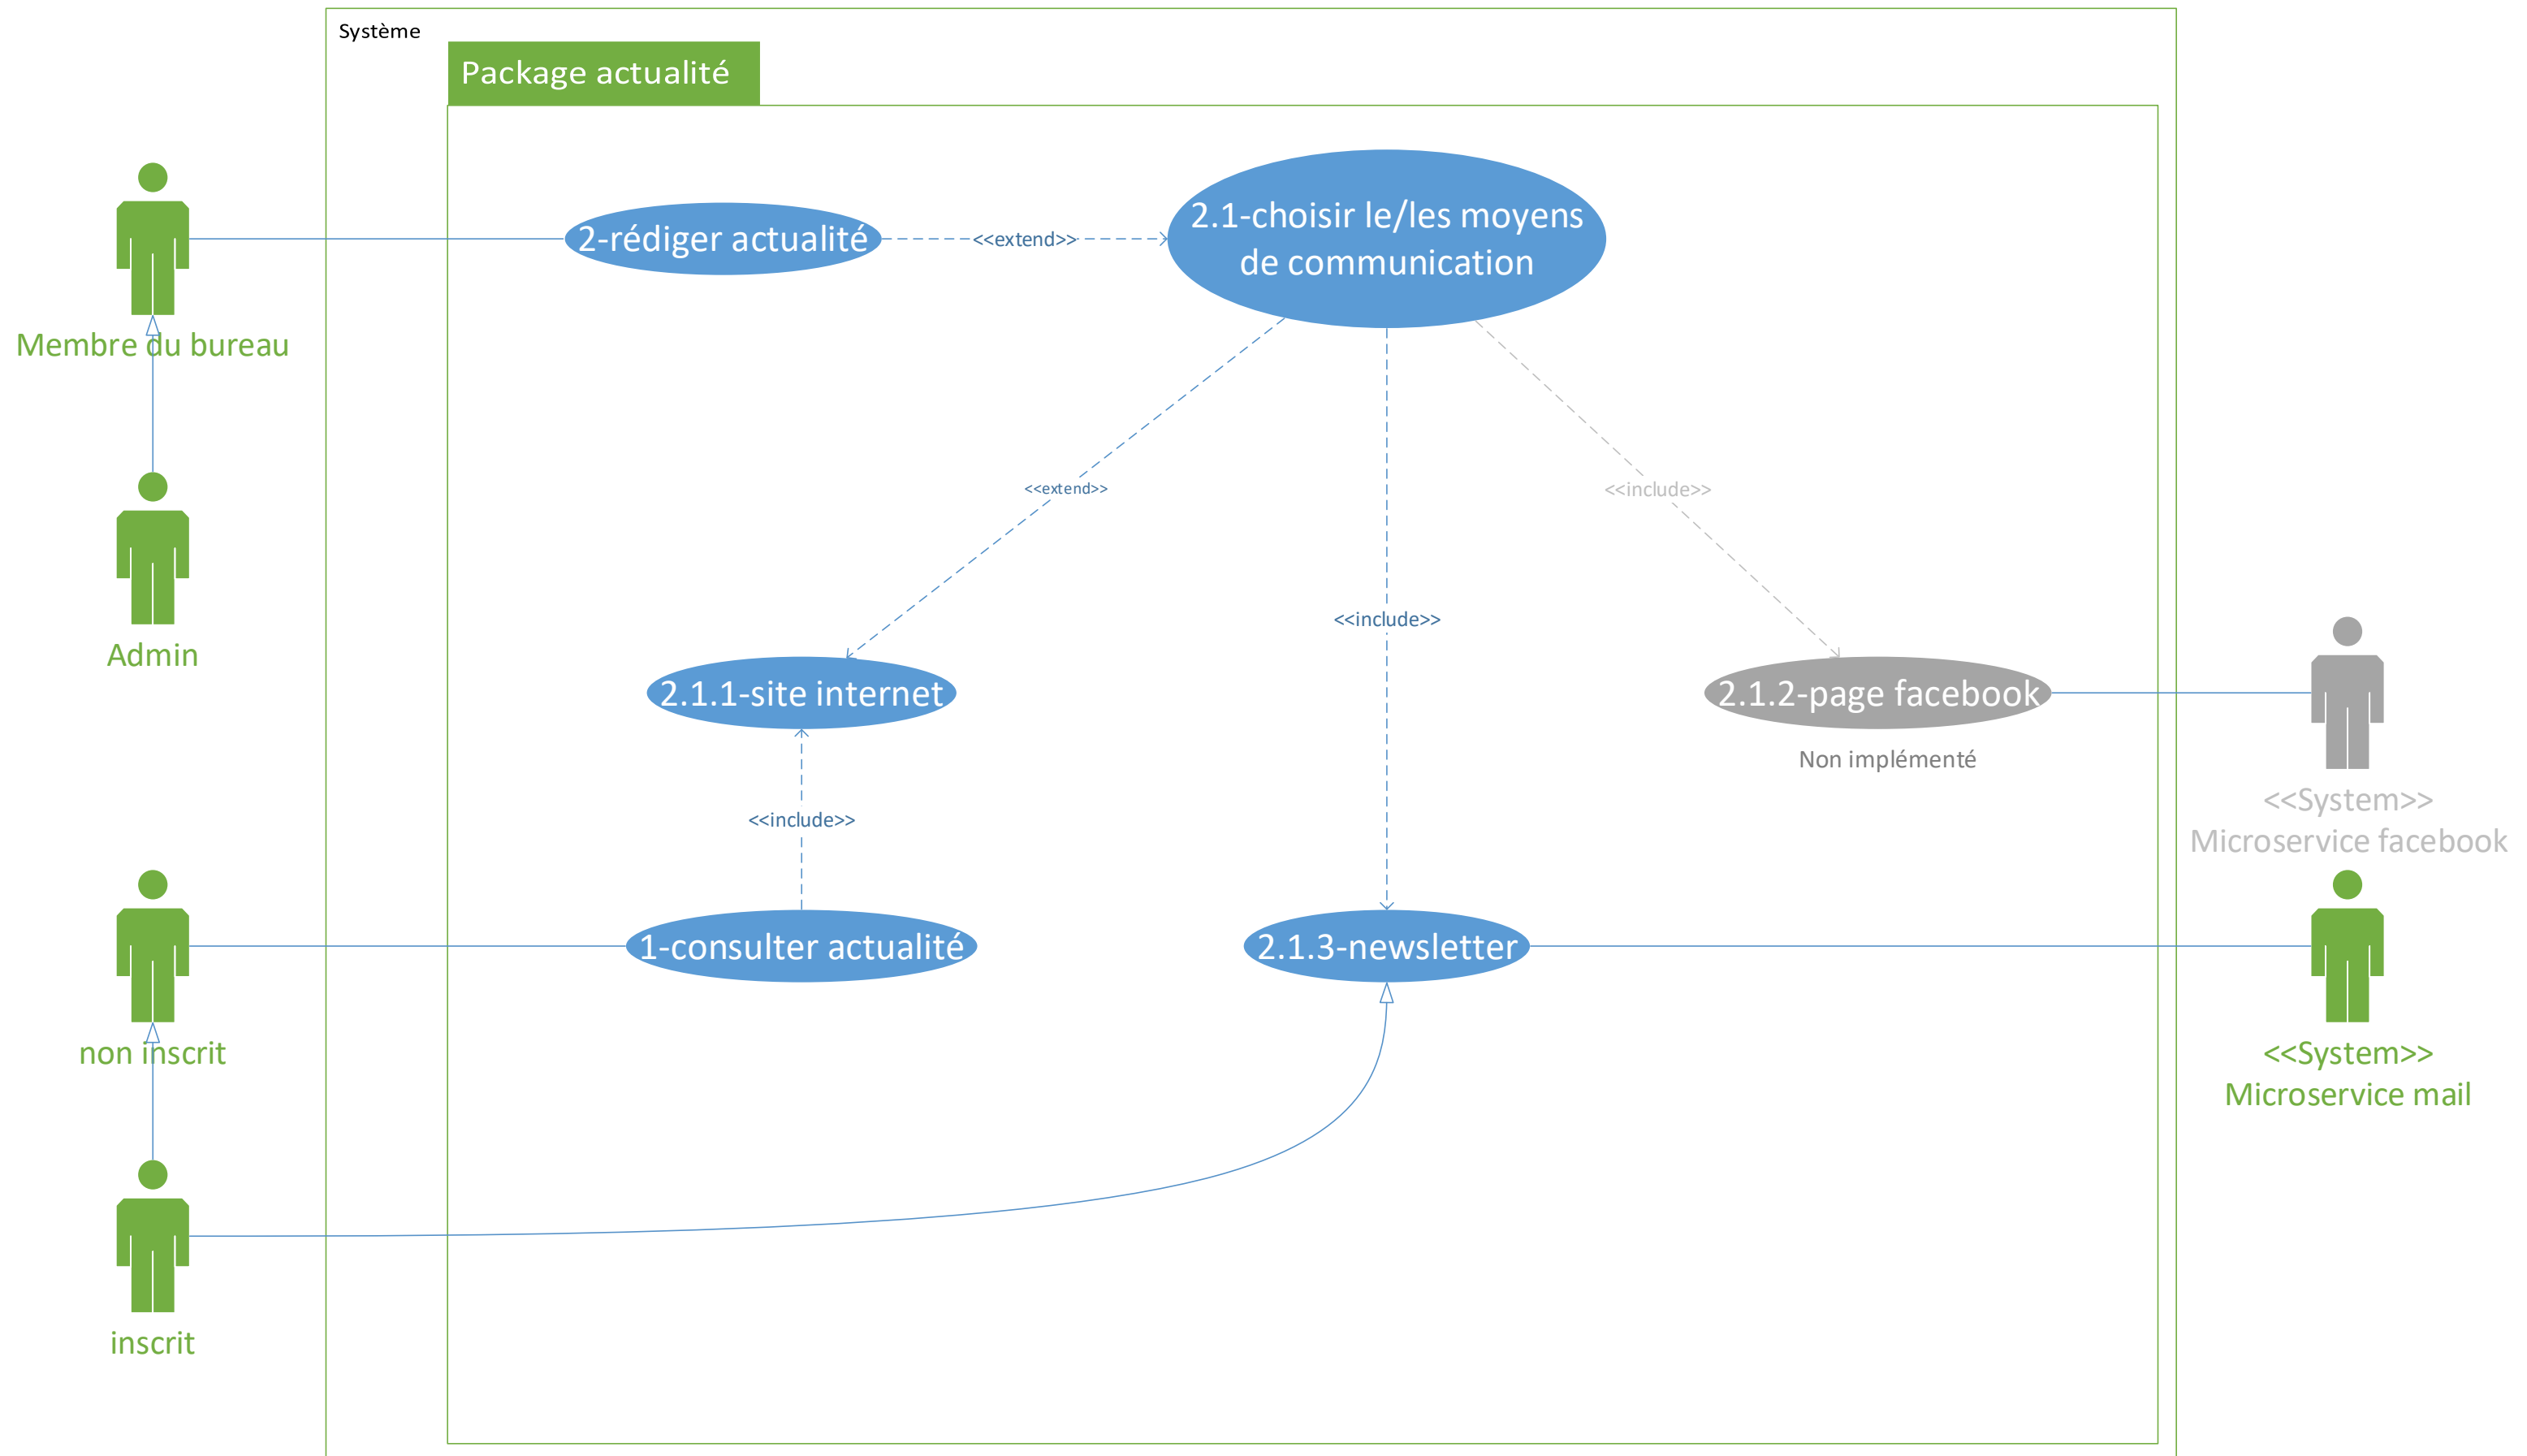 Système
Package actualité
2-rédiger actualité
<<extend>>
2.1-choisir le/les moyens
de communication
Membre du bureau
<<extend>>
<<include>>
<<include>>
Admin
2.1.1-site internet
2.1.2-page facebook
Non implémenté
<<System>>
Microservice facebook
<<include>>
1-consulter actualité
2.1.3-newsletter
non inscrit
<<System>>
Microservice mail
inscrit